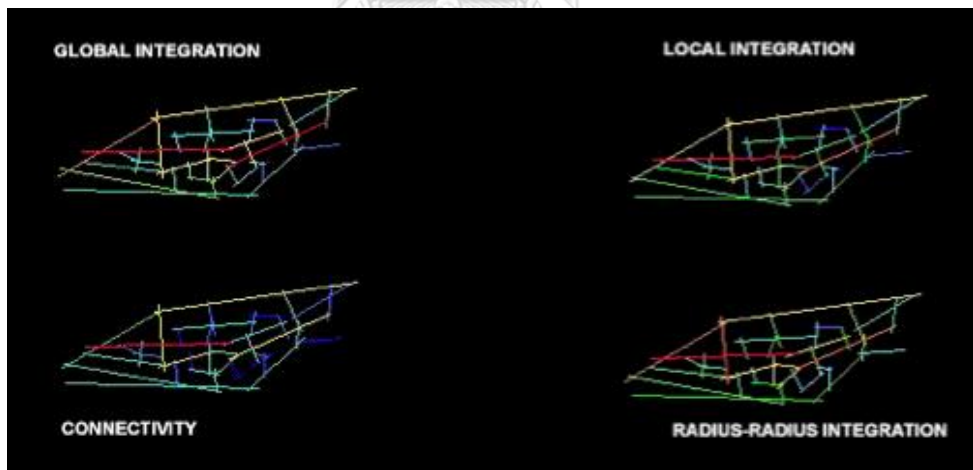 GLOBAL INTEGRATION
LOCAL INTEGRATION
CONNECTIVITY
RADIUS-RADIUS INTEGRATION